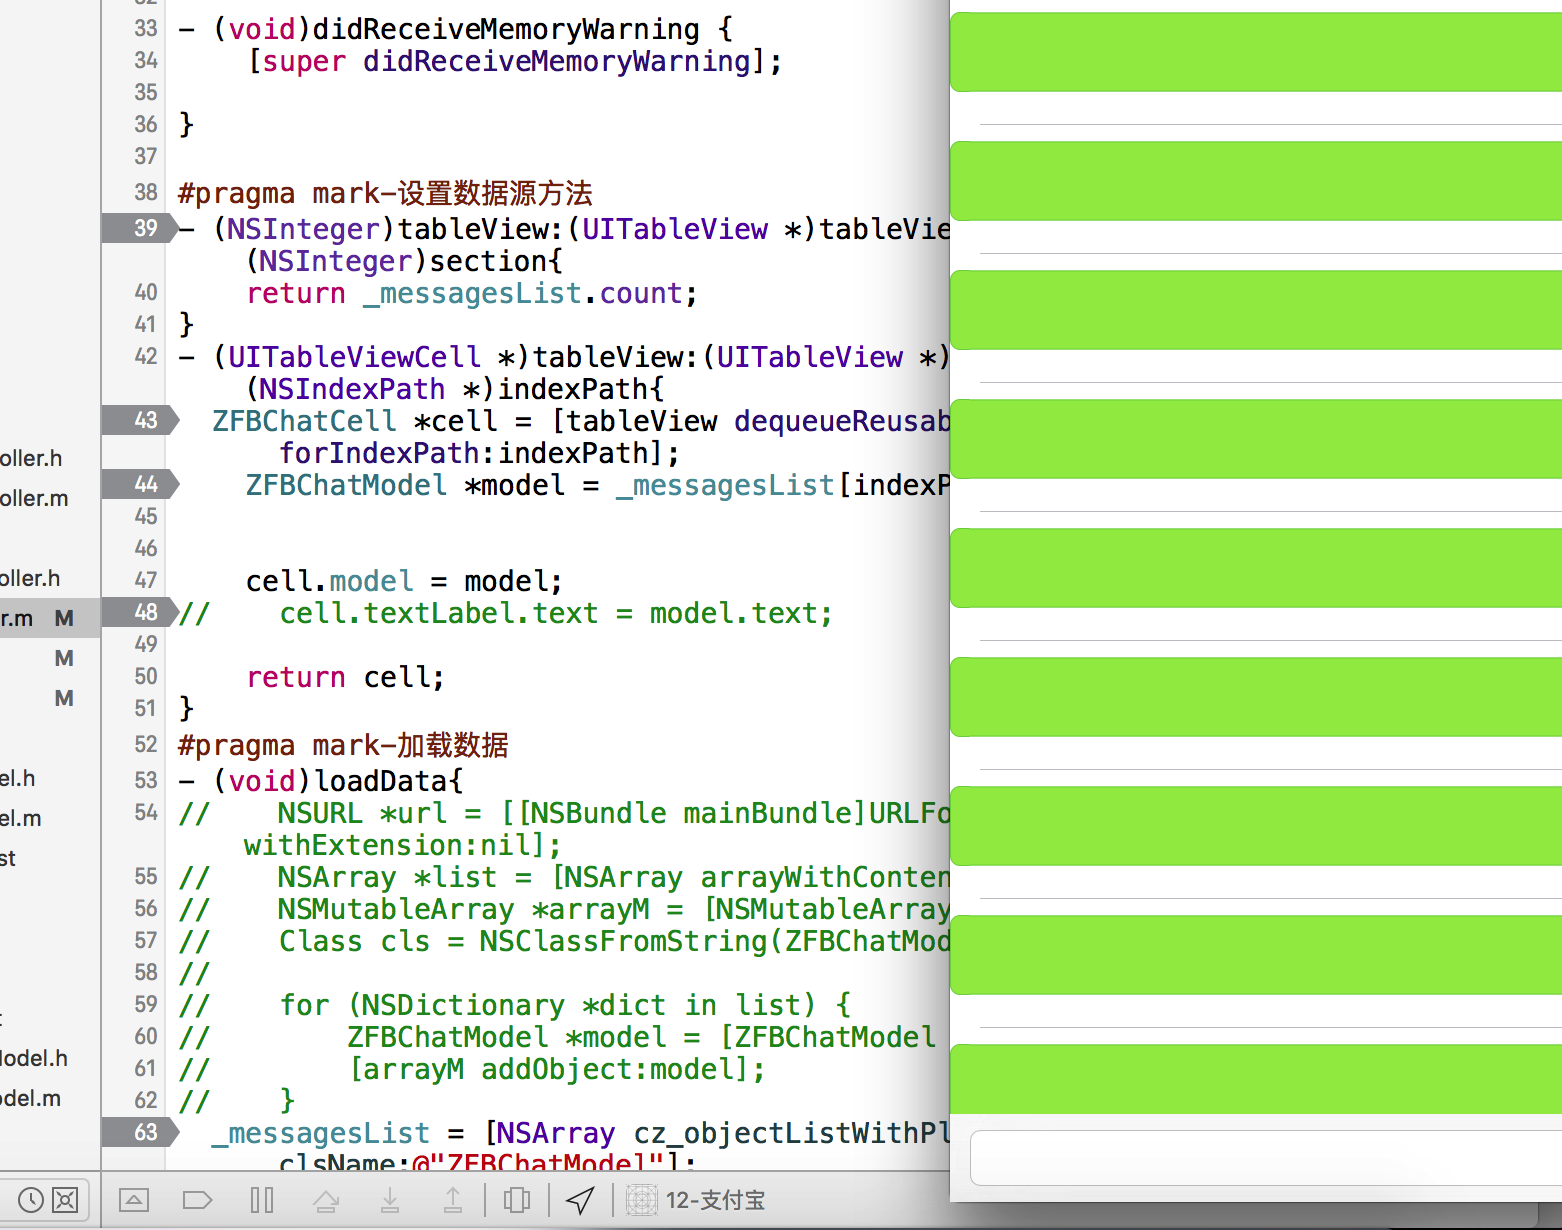 33 - (void)didReceiveMemoryWarning {
34 [super didReceiveMemoryWarning];
35
36 }
37
38 #pragma mark-设置数据源方法
39 - (NSInteger)tableView:(UITableView *)tableVie
(NSInteger)section{
40 return _messagesList.count;
41 }
42 - (UITableViewCell *)tableView:(UITableView *)
(NSIndexPath *)indexPath{
43 ZFBChatCell *cell = [tableView dequeueReusab
forIndexPath:indexPath];
44 ZFBChatModel *model = _messagesList[indexP
45
46
47 cell.model = model;
48 // cell.textLabel.text = model.text;
49
50 return cell;
51 }
52 #pragma mark-加载数据
53 - (void)loadData{
54 // NSURL *url = [[NSBundle mainBundle]URLFo
withExtension:nil];
55 // NSArray *list = [NSArray arrayWithConten
56 // NSMutableArray *arrayM = [NSMutableArray
57 // Class cls = NSClassFromString(ZFBChatMod
58 //
59 // for (NSDictionary *dict in list) {
60 // ZFBChatModel *model = [ZFBChatModel
61 // [arrayM addObject:model];
62 // }
63 _messagesList = [NSArray cz_objectListWithPl
clsName:@"ZFBChatModel"];
oller.h
oller.m
oller.h
r.m M
M
M
el.h
el.m
st
Model.h
odel.m
12-支付宝